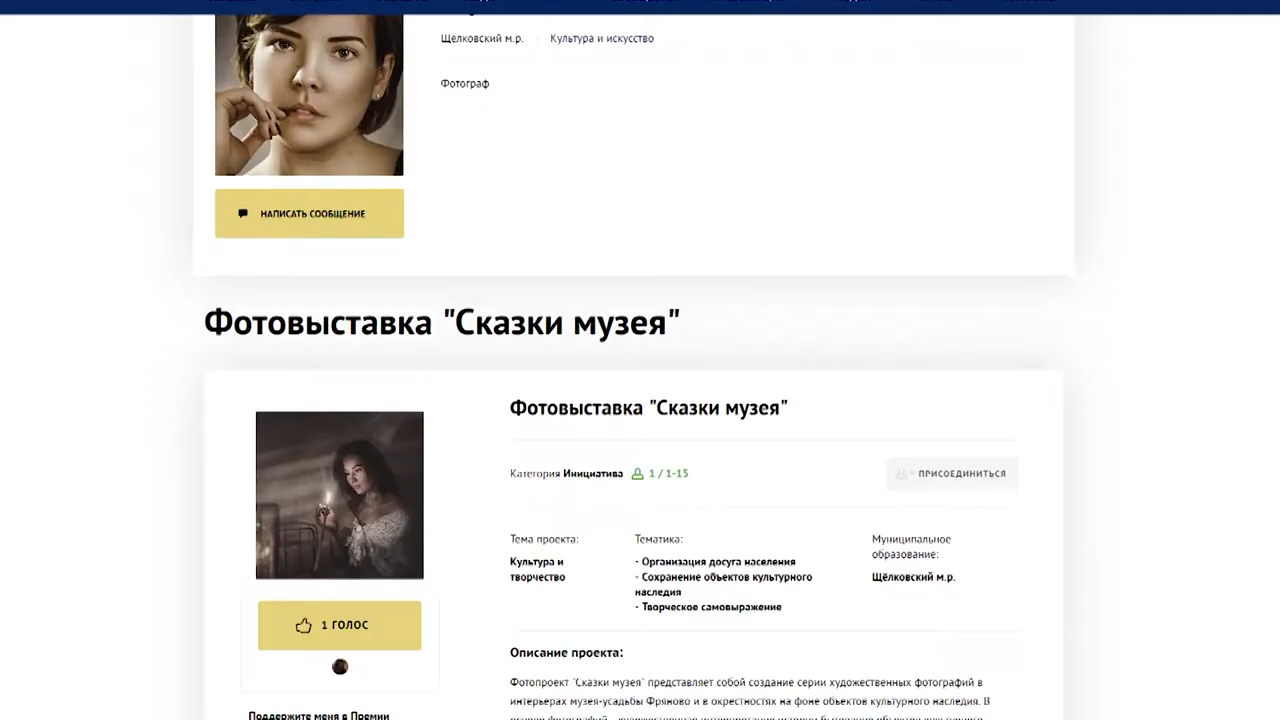 Щелковский м.р. Культура и искусство
Фотограф
НАПИСАТЬ СООБЩЕНИЕ
Фотовыставка "Сказки музея"
Фотовыставка "Сказки музея"
Категория Инициатива 1 / 1-15
ПРИСОЕДИНИТЬСЯ
Тема проекта:
Культура и
творчество
Тематика:
- Организация досуга населения
- Сохранение объектов культурного
наследия
- Творческое самовыражение
Муниципальное
образование:
Щёлковский м.р.
1 ГОЛОС
Поддержите меня в Премии
Описание проекта:
Фотопроект "Сказки музея" представляет собой создание серии художественных фотографий в
интерьерах музея-усадьбы Фряново и в окрестностях на фоне объектов культурного наследия. В